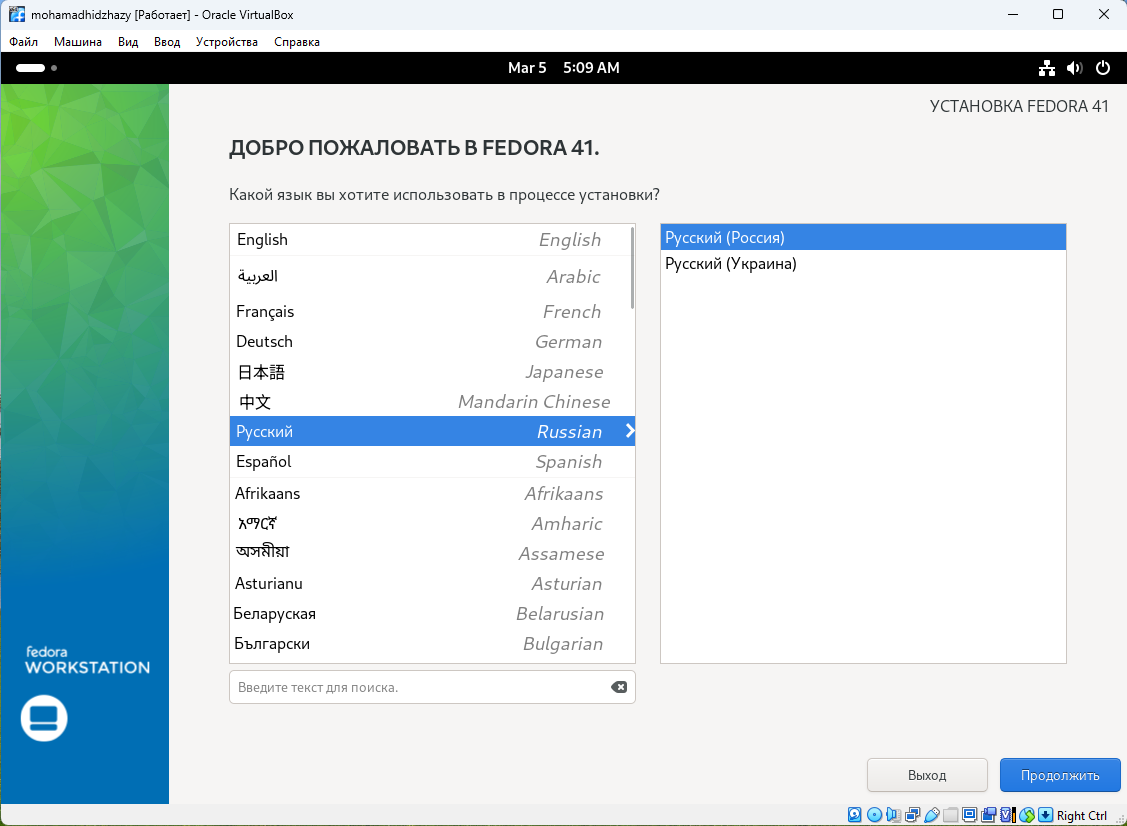 mohamadhidzhazy [Работает] - Oracle VirtualBox
Файл Машина Вид Ввод Устройства Справка
Mar 5 5:09 AM
УСТАНОВКА FEDORA 41
ДОБРО ПОЖАЛОВАТЬ В FEDORA 41.
Какой язык вы хотите использовать в процессе установки?
English English
العربية Arabic
Français French
Deutsch German
日本語 Japanese
中文 Mandarin Chinese
Русский Russian
Español Spanish
Afrikaans Afrikaans
አማርኛ Amharic
অসমীয়া Assamese
Asturianu Asturian
Беларуская Belarusian
Български Bulgarian
Русский (Россия)
Русский (Украина)
Введите текст для поиска.
fedora
WORKSTATION
Выход Продолжить
Right Ctrl